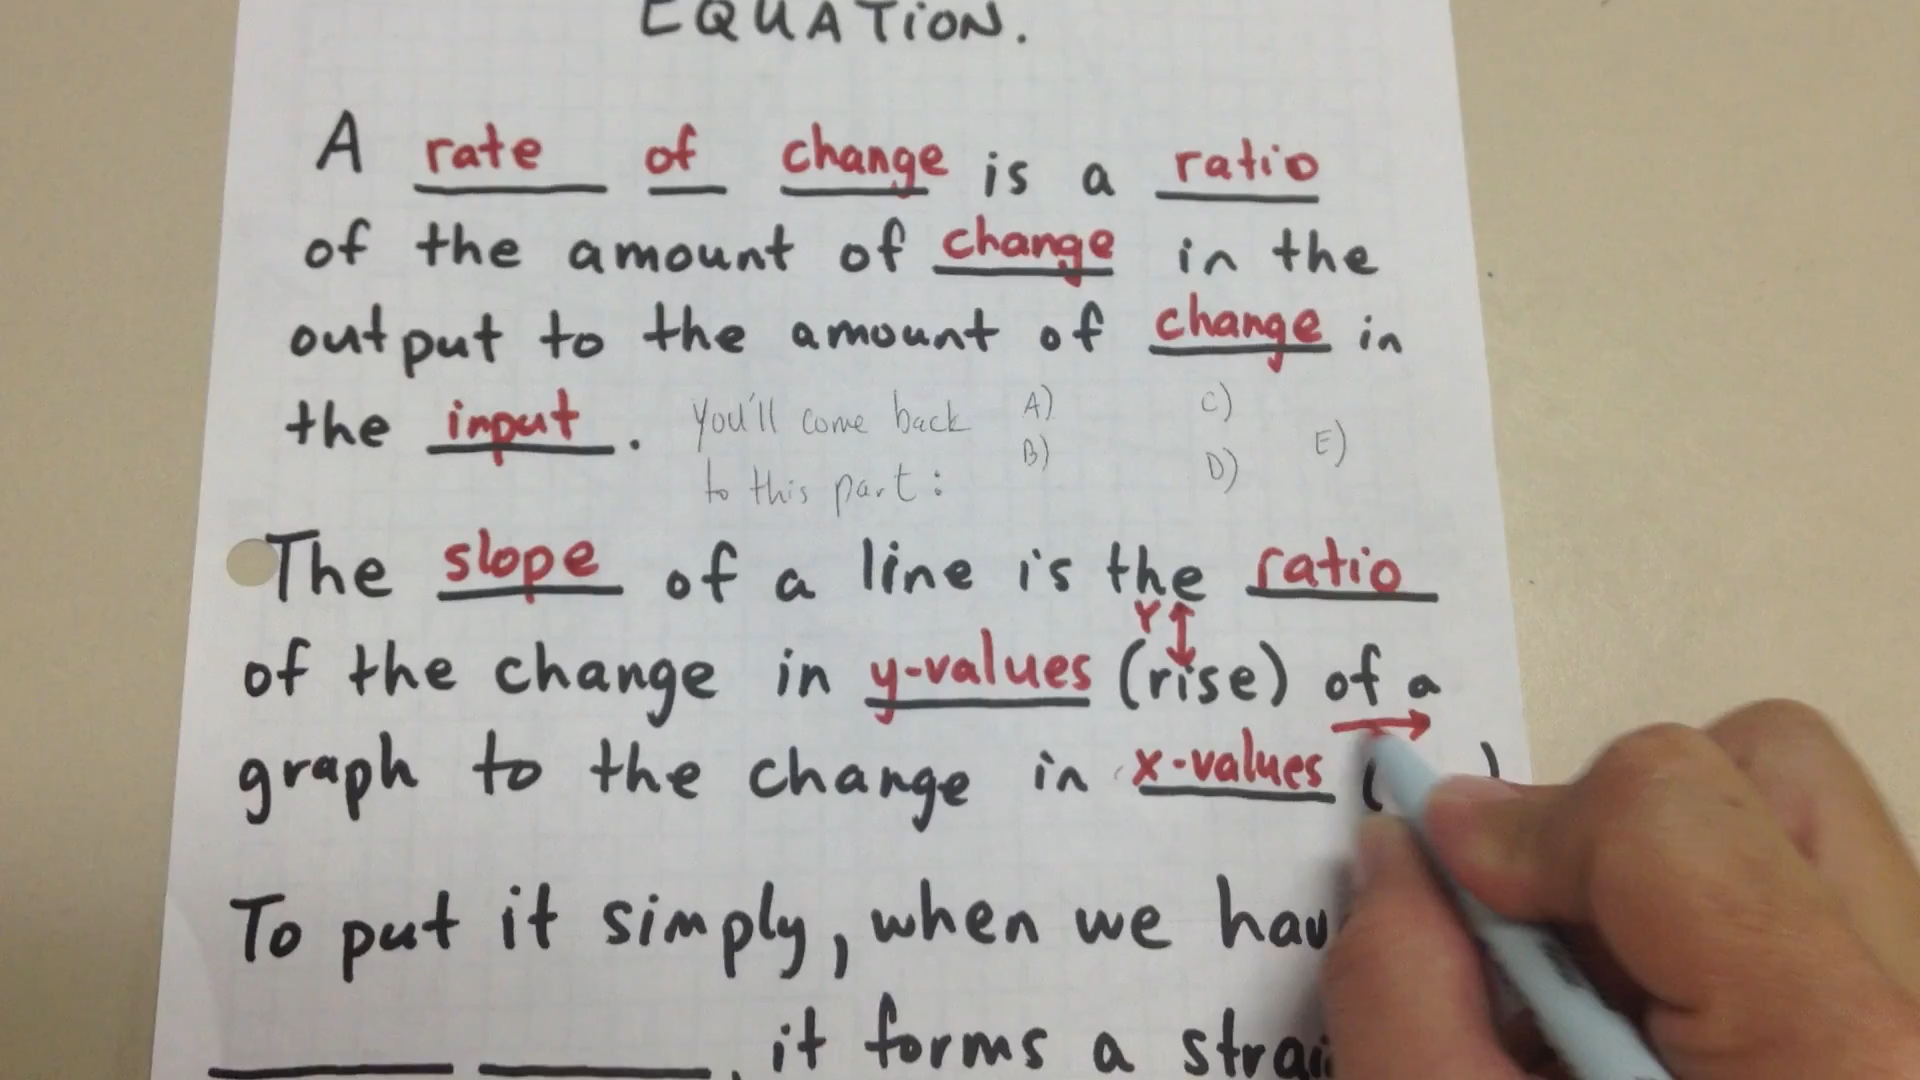 EQUATION.
A rate of change is a ratio
of the amount of change in the
output to the amount of change in
the input. You'll come back A) C)
B) E)
to this part: D)
The slope of a line is the ratio
Y
of the change in y-values (rise) of a
graph to the change in x-values ( )
To put it simply, when we
it forms a